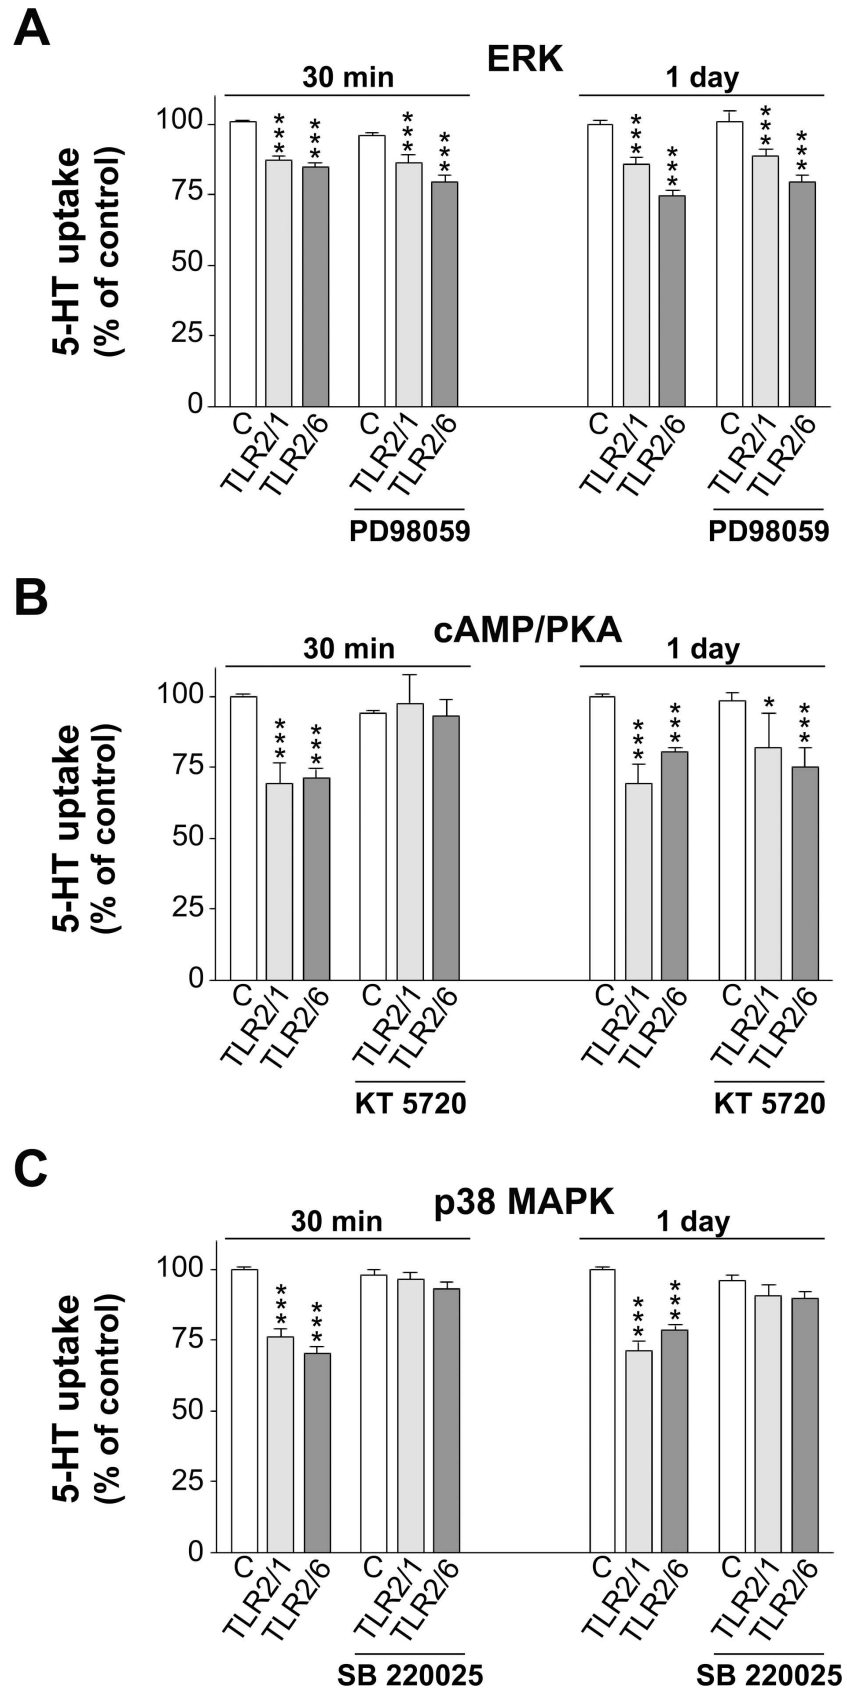 A
ERK
30 min 1 day
5-HT uptake
(% of control)
100
75
50
25
0
*** *** *** *** *** *** *** ***
C TLR2/1 TLR2/6 C TLR2/1 TLR2/6 C TLR2/1 TLR2/6 C TLR2/1 TLR2/6
PD98059 PD98059
B
cAMP/PKA
30 min 1 day
5-HT uptake
(% of control)
100
75
50
25
0
*** *** *** *** * ***
C TLR2/1 TLR2/6 C TLR2/1 TLR2/6 C TLR2/1 TLR2/6 C TLR2/1 TLR2/6
KT 5720 KT 5720
C
p38 MAPK
30 min 1 day
5-HT uptake
(% of control)
100
75
50
25
0
*** *** *** ***
C TLR2/1 TLR2/6 C TLR2/1 TLR2/6 C TLR2/1 TLR2/6 C TLR2/1 TLR2/6
SB 220025 SB 220025